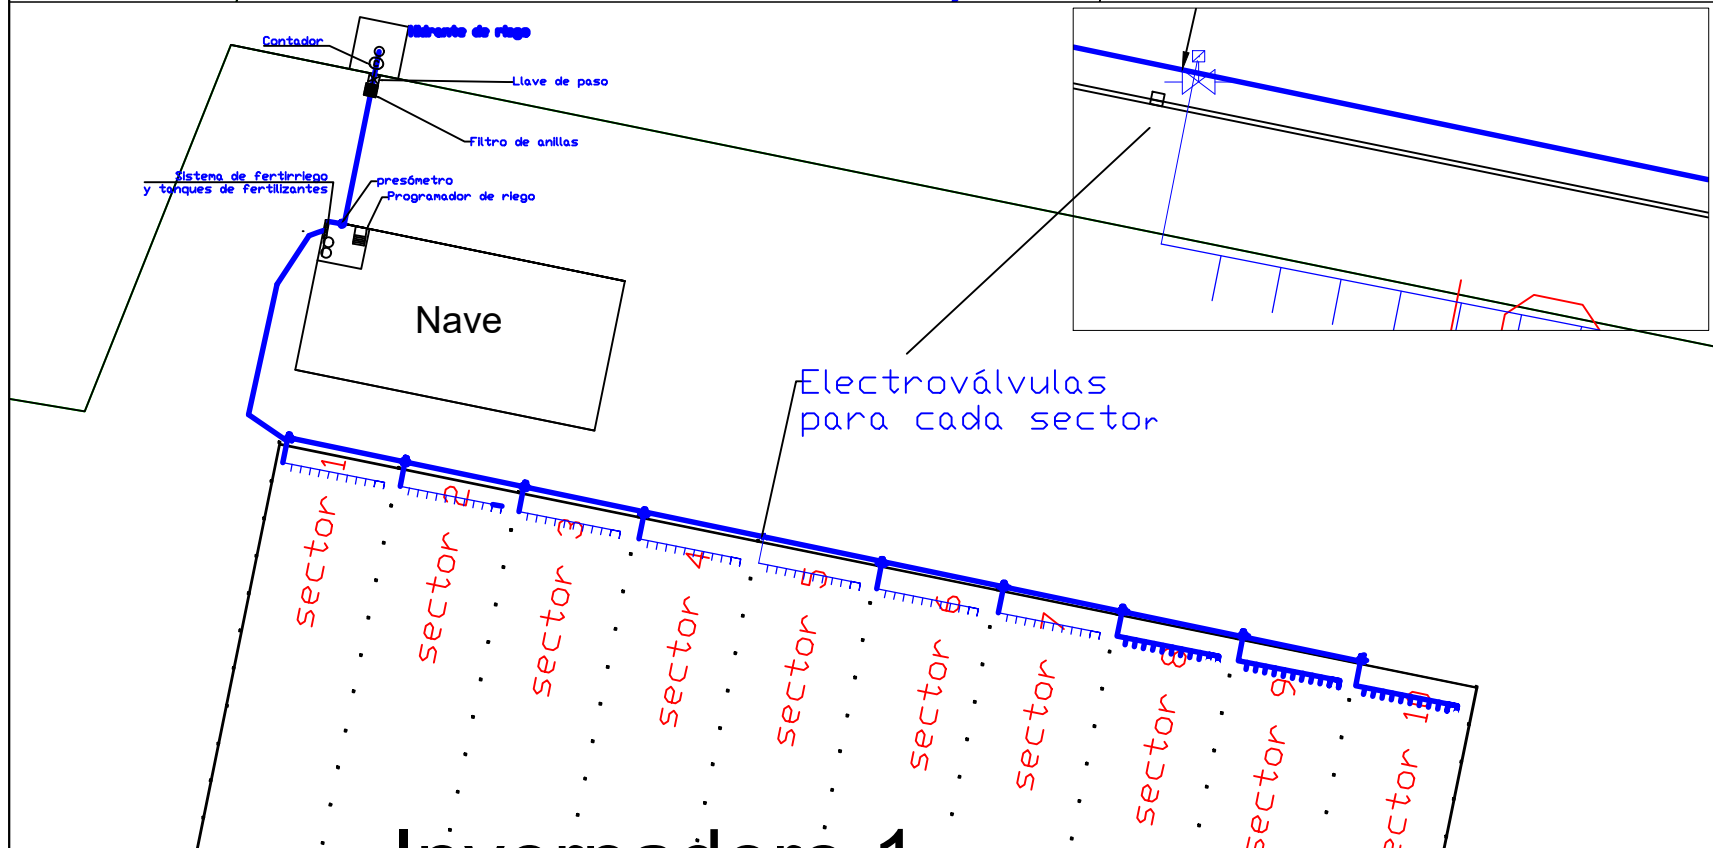 Hidrante de riego
Contador
Llave de paso
Filtro de anillas
Sistema de fertirriego
y tanques de fertilizantes
presómetro
Programador de riego
Nave
Electroválvulas
para cada sector
sector 1
sector 2
sector 3
sector 4
sector 5
sector 6
sector 7
sector 8
sector 9
sector 10
Invernadero 1